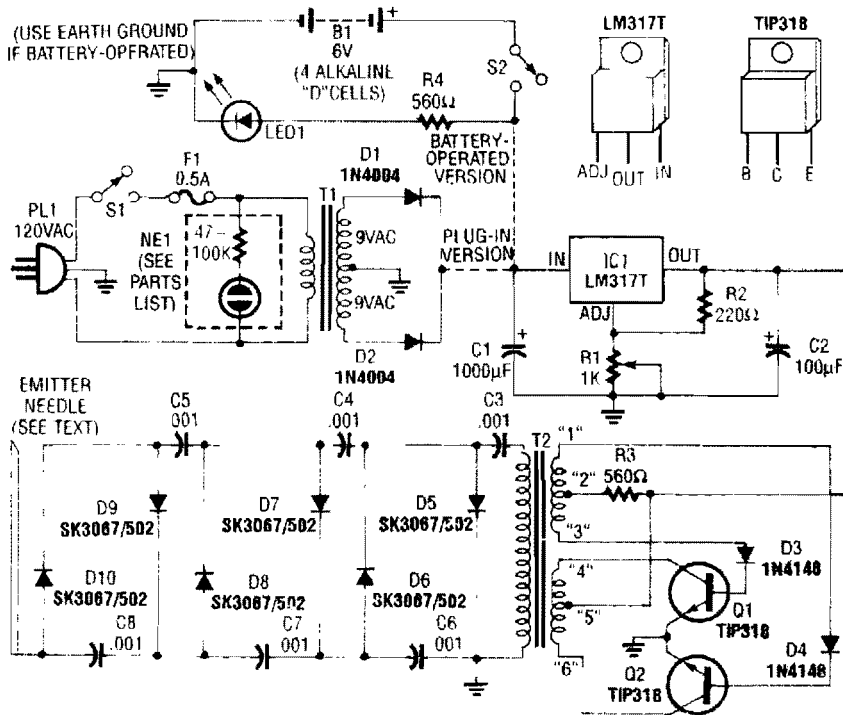 (USE EARTH GROUND
IF BATTERY-OPFRATED)
B1
6V
(4 ALKALINE
"D" CELLS)
+
S2
R4
560Ω
LED1
LM317T
ADJ OUT IN
TIP318
B C E
BATTERY-
OPERATED
VERSION
PL1
120VAC
S1
F1
0.5A
NE1
(SEE
PARTS
LIST)
47–
100K
T1
9VAC
9VAC
D1
1N4004
D2
1N4004
PLUG-IN
VERSION
IN
IC1
LM317T
OUT
ADJ
C1
1000µF
+
R1
1K
R2
220Ω
+
C2
100µF
EMITTER
NEEDLE
(SEE TEXT)
C5
.001
C4
.001
C3
.001
D9
SK3067/502
D7
SK3067/502
D5
SK3067/502
D10
SK3067/502
D8
SK3067/502
D6
SK3067/502
C8
.001
C7
.001
C6
.001
T2
"1"
"2"
"3"
"4"
"5"
"6"
R3
560Ω
D3
1N4148
Q1
TIP318
D4
1N4148
Q2
TIP318